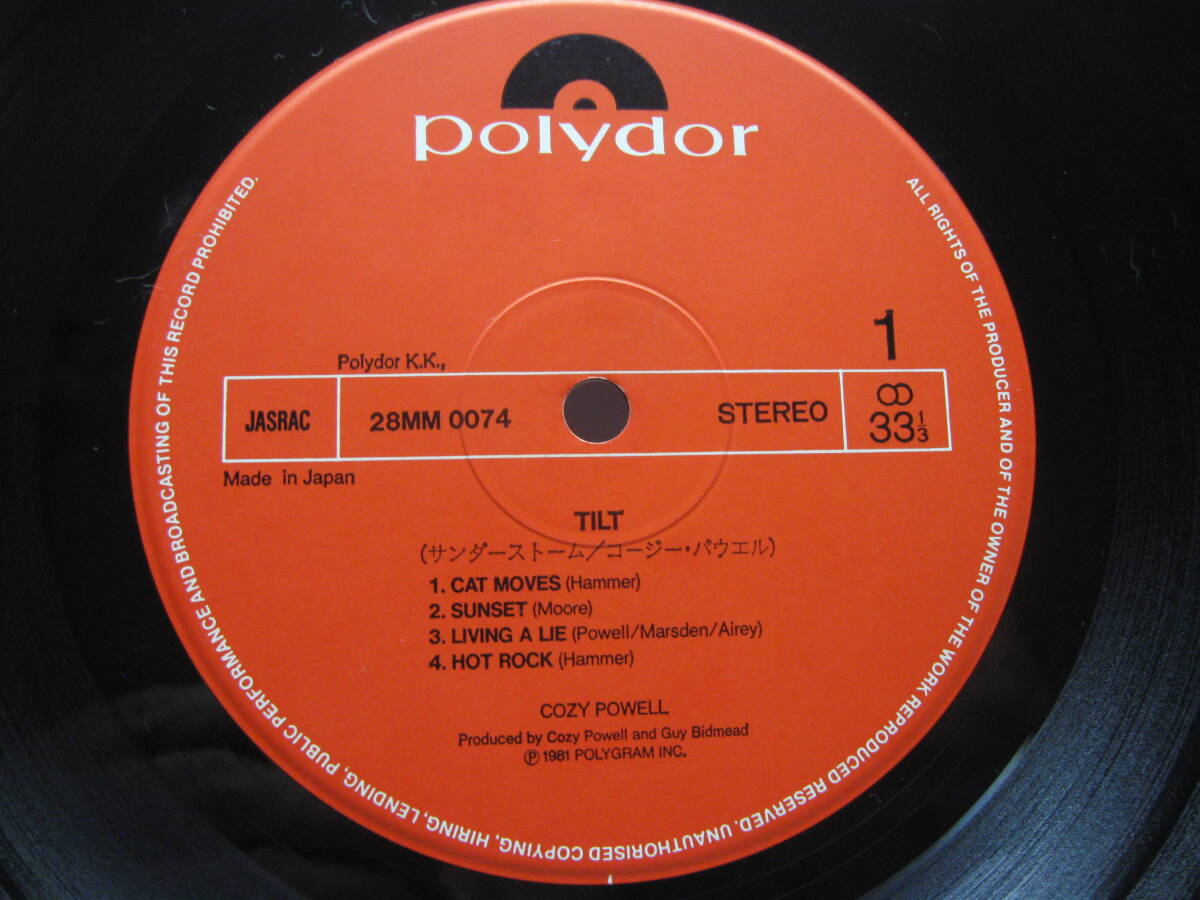 polydor
1
Polydor K.K.,
JASRAC
28MM 0074
STEREO
33⅓
Made in Japan
TILT
(サンダーストーム/コージー・パウエル)
1. CAT MOVES (Hammer)
2. SUNSET (Moore)
3. LIVING A LIE (Powell/Marsden/Airey)
4. HOT ROCK (Hammer)
COZY POWELL
Produced by Cozy Powell and Guy Bidmead
Ⓟ 1981 POLYGRAM INC.
ALL RIGHTS OF THE PRODUCER AND OF THE OWNER OF THE WORK REPRODUCED RESERVED. UNAUTHORISED COPYING, HIRING, LENDING, PUBLIC PERFORMANCE AND BROADCASTING OF THIS RECORD PROHIBITED.